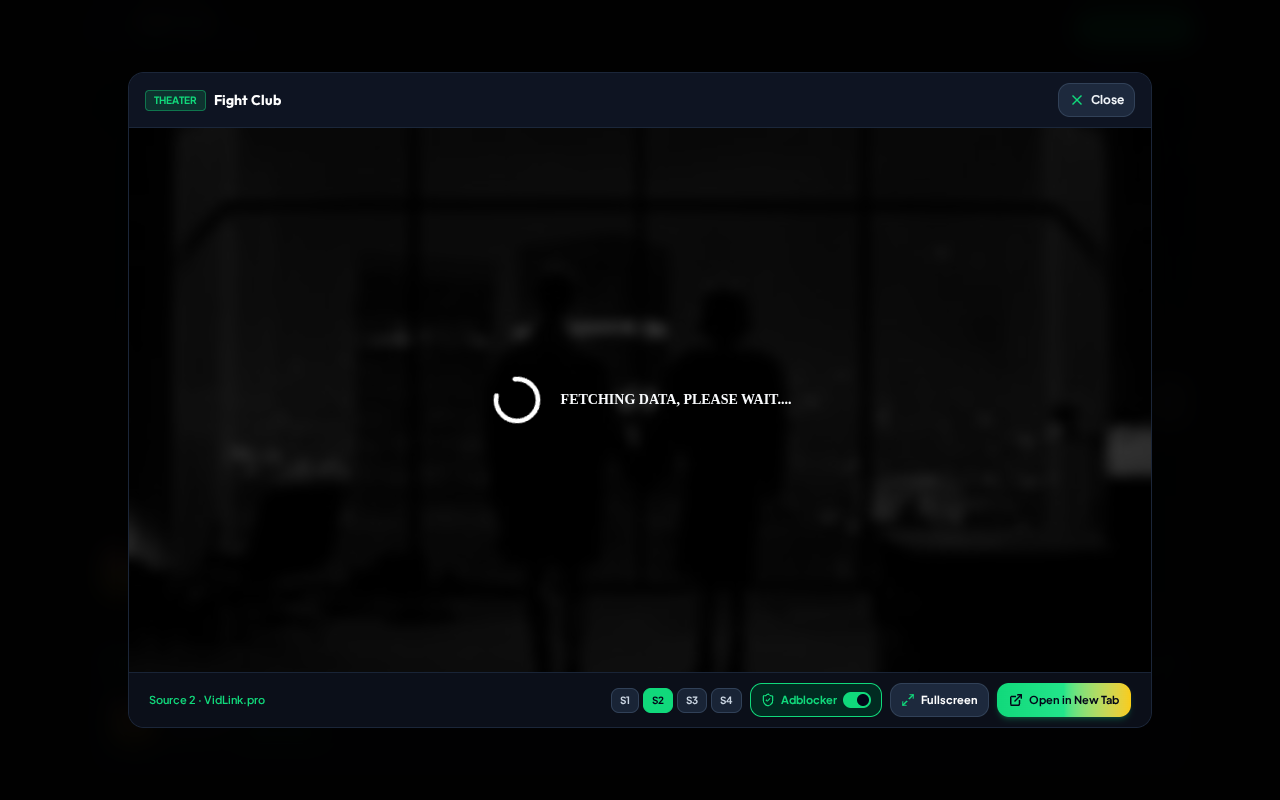 THEATER Fight Club
Close
FETCHING DATA, PLEASE WAIT....
Source 2 · VidLink.pro
S1 S2 S3 S4
Adblocker
Fullscreen
Open in New Tab